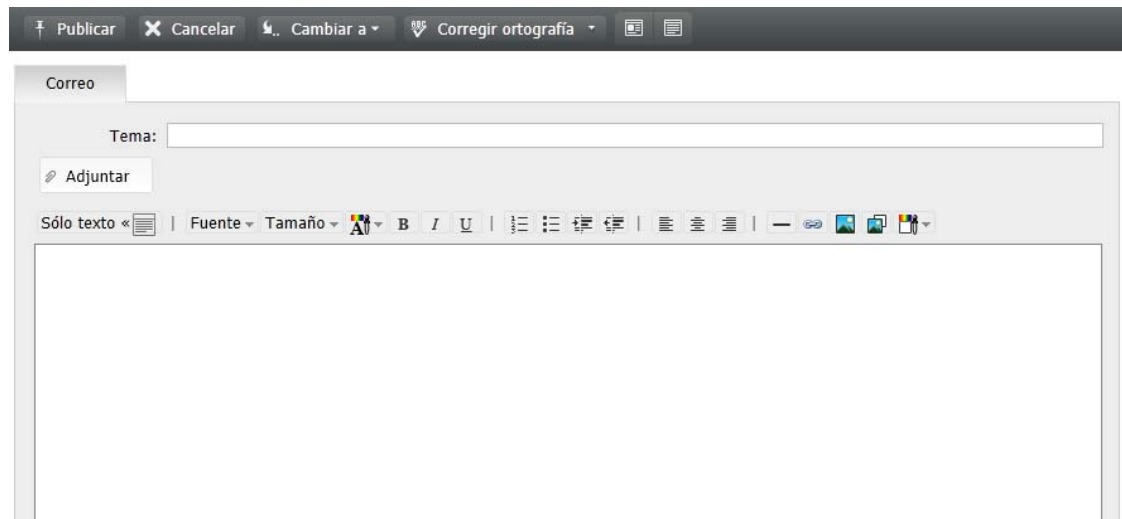 Publicar Cancelar Cambiar a Corregir ortografía
Correo
Tema:
Adjuntar
Sólo texto « | Fuente Tamaño A B I U | | |